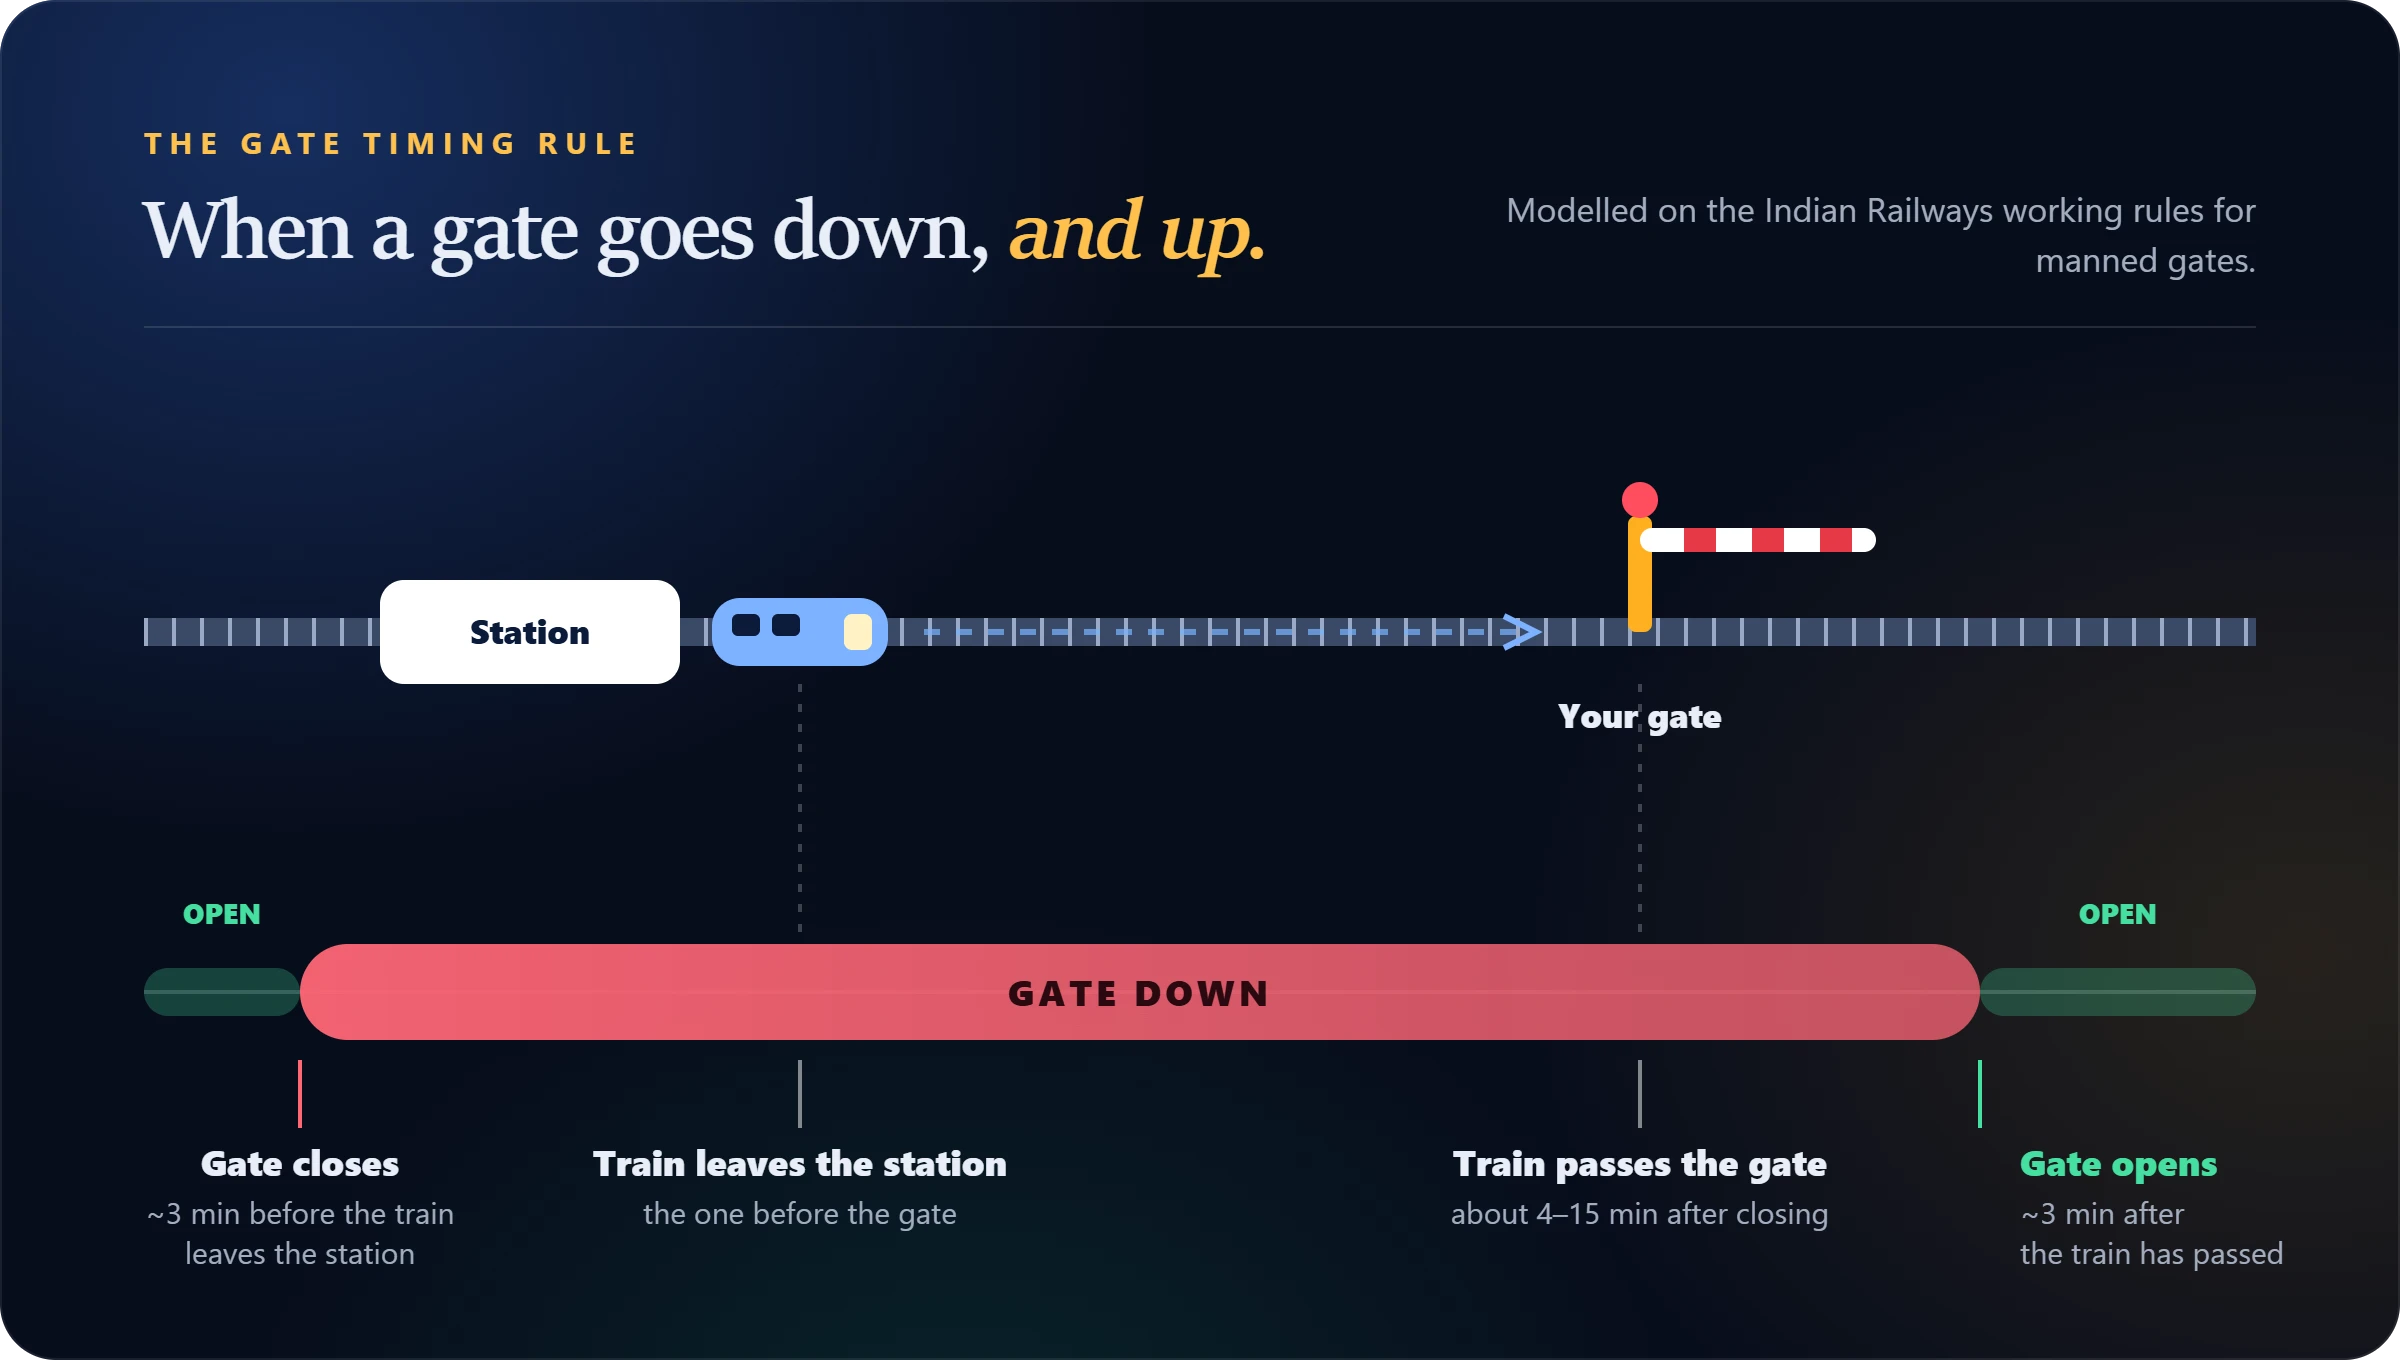 THE GATE TIMING RULE
When a gate goes down, and up.
Modelled on the Indian Railways working rules for
manned gates.
Station
Your gate
OPEN
OPEN
GATE DOWN
Gate closes
~3 min before the train
leaves the station
Train leaves the station
the one before the gate
Train passes the gate
about 4–15 min after closing
Gate opens
~3 min after
the train has passed